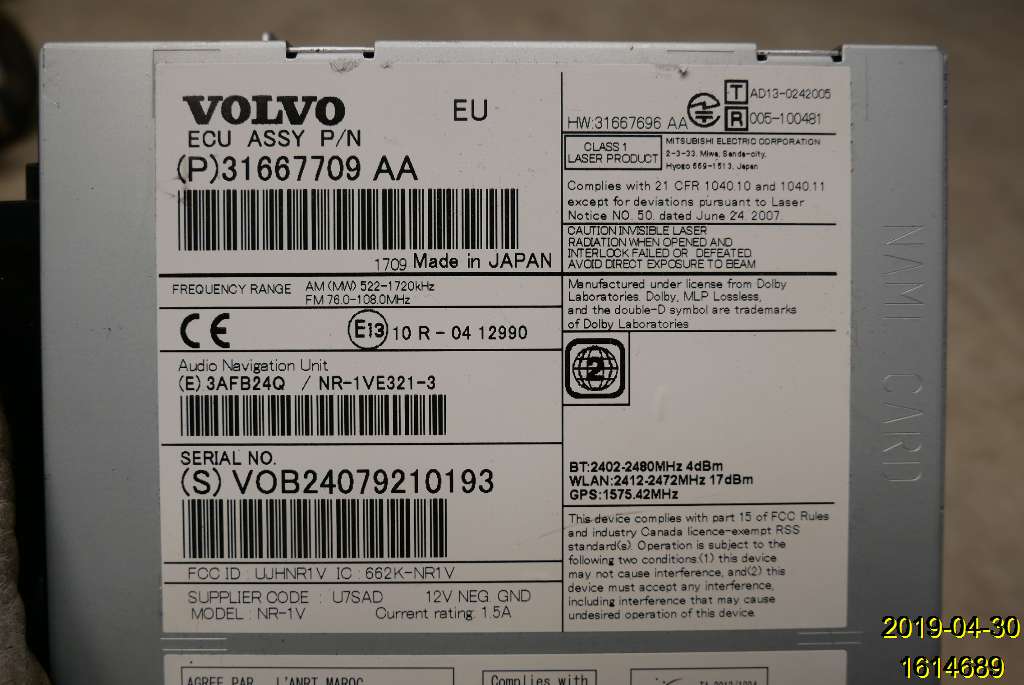 VOLVO
EU
ECU ASSY P/N
(P)31667709 AA
1709 Made in JAPAN
FREQUENCY RANGE AM (MW) 522-1720kHz
FM 76.0-108.0MHz
CE E13 10 R - 04 12990
Audio Navigation Unit
(E) 3AFB24Q / NR-1VE321-3
SERIAL NO.
(S) VOB24079210193
FCC ID : UJHNR1V IC : 662K-NR1V
SUPPLIER CODE : U7SAD 12V NEG. GND
MODEL : NR-1V Current rating: 1.5A
HW:31667696 AA
T AD13-0242005
R 005-100481
CLASS 1
LASER PRODUCT
MITSUBISHI ELECTRIC CORPORATION
2-3-33, Miwa, Sanda-city,
Hyogo 669-1513, Japan
Complies with 21 CFR 1040.10 and 1040.11
except for deviations pursuant to Laser
Notice NO. 50, dated June 24, 2007.
CAUTION INVISIBLE LASER
RADIATION WHEN OPENED AND
INTERLOCK FAILED OR DEFEATED.
AVOID DIRECT EXPOSURE TO BEAM
Manufactured under license from Dolby
Laboratories. Dolby, MLP Lossless,
and the double-D symbol are trademarks
of Dolby Laboratories
2
BT:2402-2480MHz 4dBm
WLAN:2412-2472MHz 17dBm
GPS:1575.42MHz
This device complies with part 15 of FCC Rules
and industry Canada licence-exempt RSS
standard(s). Operation is subject to the
following two conditions:(1) this device
may not cause interference, and(2) this
device must accept any interference,
including interference that may cause
undesired operation of this device.
NAVI CARD
AGREE PAR L'ANRT MAROC
Complies with
2019-04-30
1614689